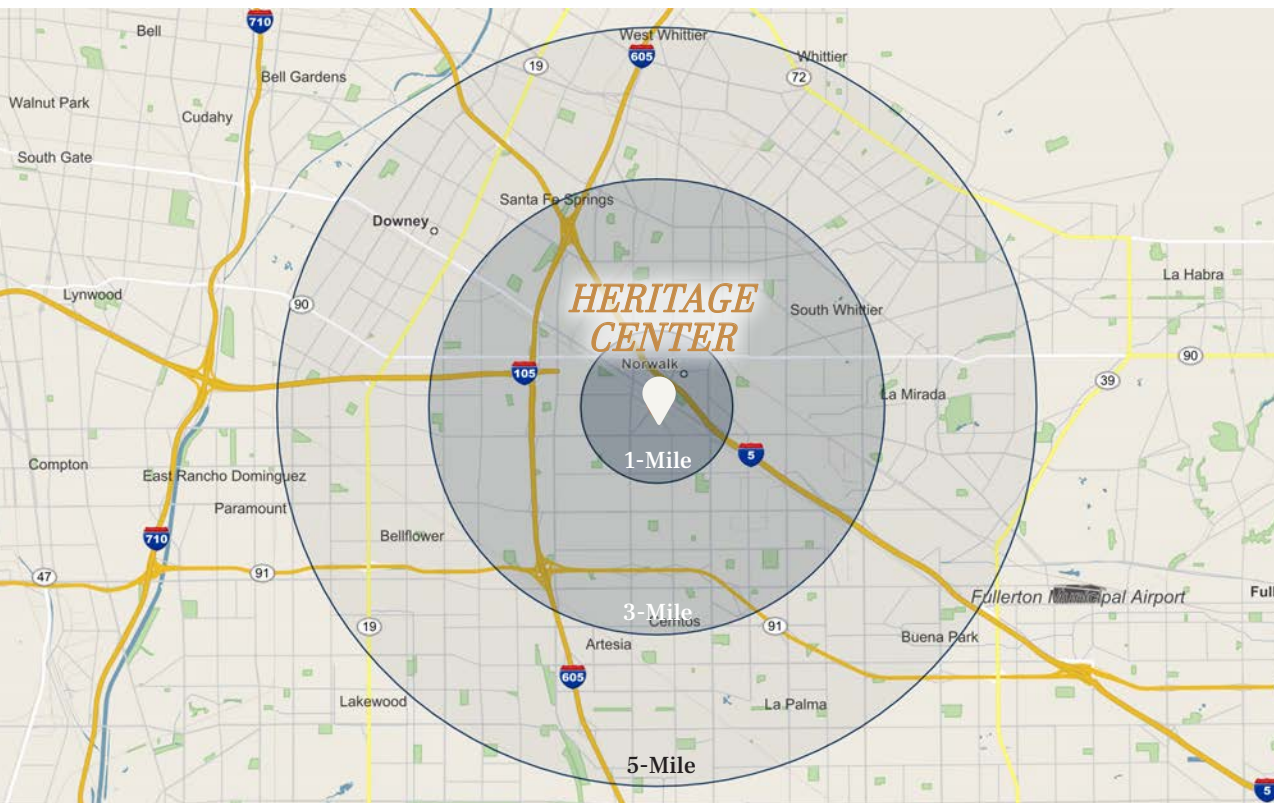 710
Bell
West Whittier
605
Whittier
19
72
Bell Gardens
Walnut Park
Cudahy
South Gate
Santa Fe Springs
Downey
La Habra
Lynwood
90
HERITAGE
CENTER
South Whittier
Norwalk
90
105
39
La Mirada
5
1-Mile
Compton
East Rancho Dominguez
Paramount
710
Bellflower
47
91
Fullerton Municipal Airport
Full
3-Mile
Cerritos
19
91
Artesia
Buena Park
605
Lakewood
La Palma
5-Mile
5